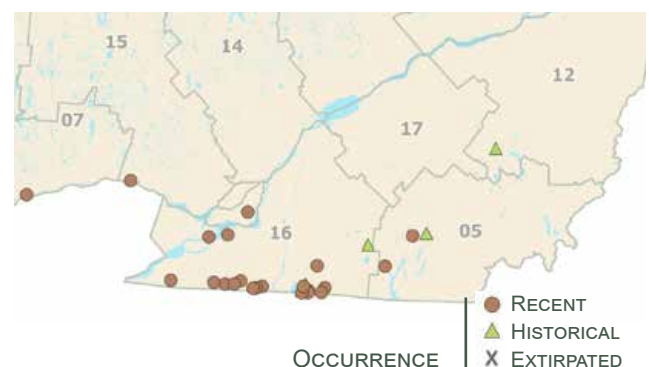 15
14
12
07
17
16
05
RECENT
HISTORICAL
OCCURRENCE
X EXTIRPATED